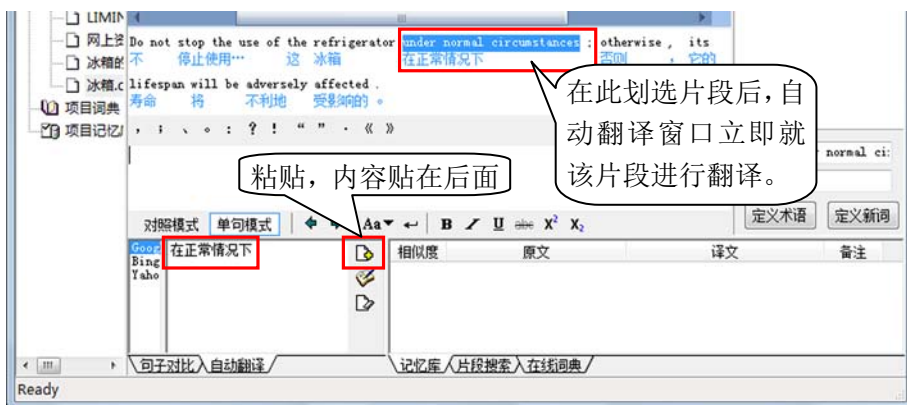 LIMIN
网上资
Do not stop the use of the refrigerator under normal circumstances ; otherwise , its
不 停止使用… 这 冰箱 在正常情况下 否则 , 它的
冰箱的
冰箱.c
lifespan will be adversely affected .
寿命 将 不利地 受影响的 。
在此划选片段后,自
动翻译窗口立即就
该片段进行翻译。
项目词典
项目记忆
, ; 、 。 : ? ! “ ” · 《 》
normal ci:
粘贴，内容贴在后面
定义术语 定义新词
对照模式 单句模式 Aa B I U abc X² X₂
Goog 在正常情况下
Bing
Yaho
相似度 原文 译文 备注
句子对比 自动翻译 记忆库 片段搜索 在线词典
Ready